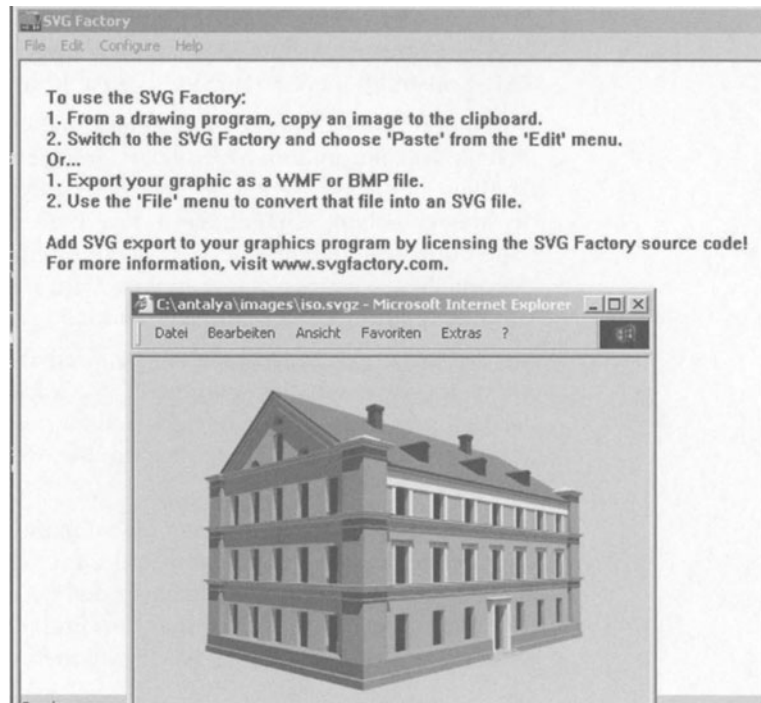 SVG Factory
File Edit Configure Help
To use the SVG Factory:
1. From a drawing program, copy an image to the clipboard.
2. Switch to the SVG Factory and choose 'Paste' from the 'Edit' menu.
Or...
1. Export your graphic as a WMF or BMP file.
2. Use the 'File' menu to convert that file into an SVG file.
Add SVG export to your graphics program by licensing the SVG Factory source code!
For more information, visit www.svgfactory.com.
C:\antalya\images\iso.svgz - Microsoft Internet Explorer
Datei Bearbeiten Ansicht Favoriten Extras ?